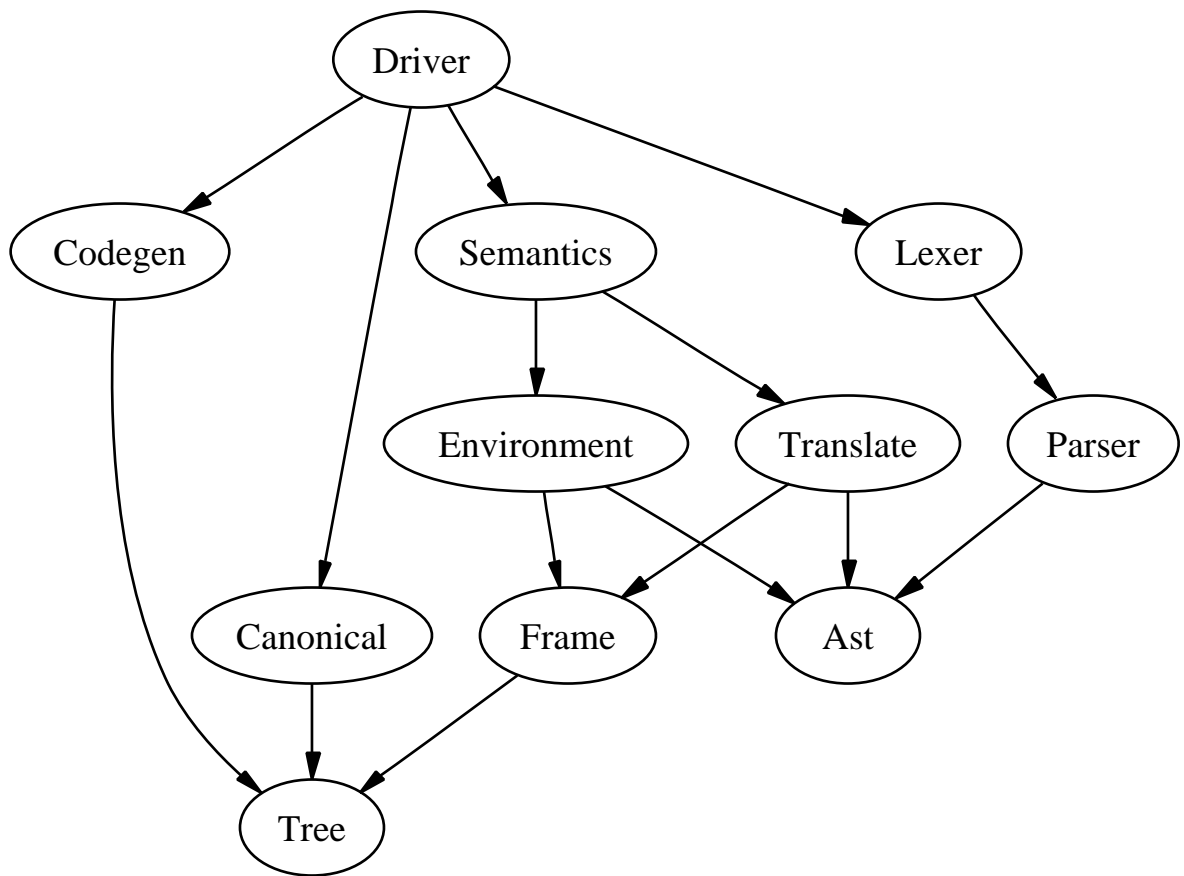 Driver
Codegen
Semantics
Lexer
Environment
Translate
Parser
Canonical
Frame
Ast
Tree